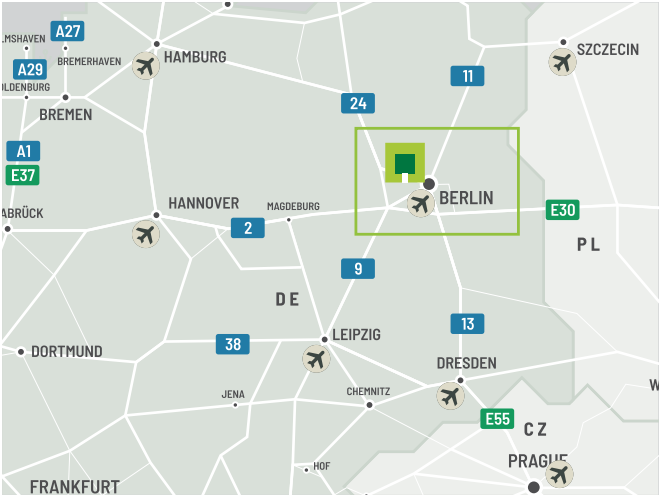 A27
LMSHAVEN
SZCZECIN
HAMBURG
BREMERHAVEN
A29
11
OLDENBURG
24
BREMEN
A1
E37
BERLIN
HANNOVER
MAGDEBURG
E30
ABRÜCK
2
PL
9
DE
13
LEIPZIG
38
DORTMUND
DRESDEN
W
JENA
CHEMNITZ
E55
CZ
PRAGUE
HOF
FRANKFURT